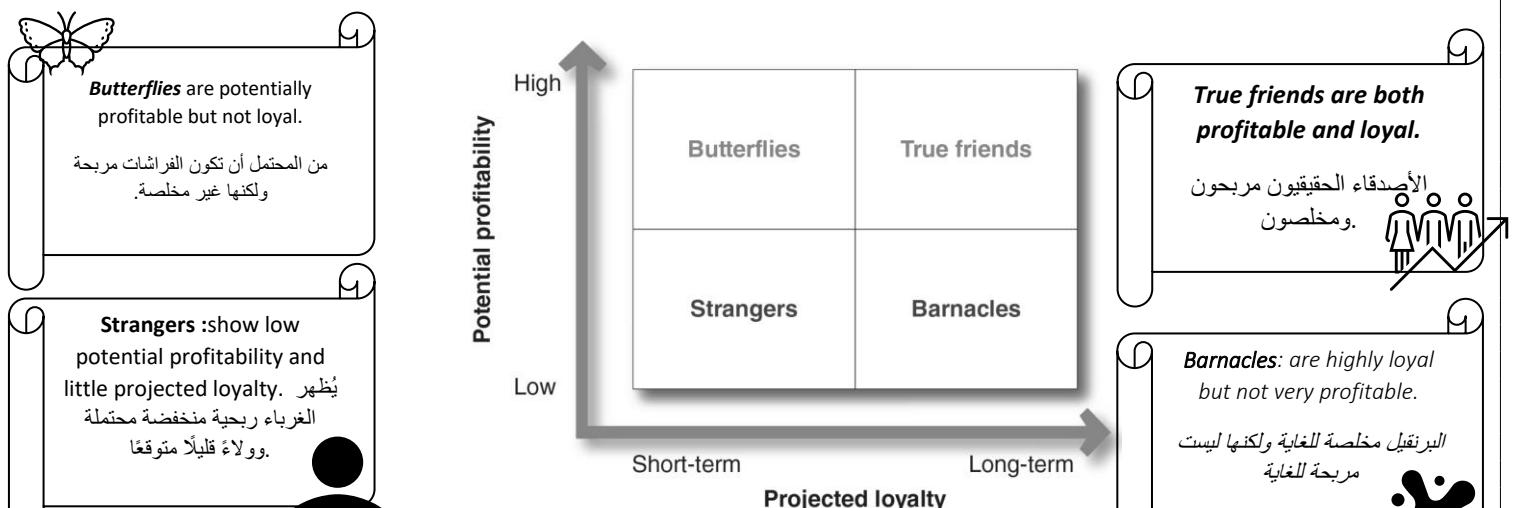 Butterflies are potentially
profitable but not loyal.
من المحتمل أن تكون الفراشات مربحة
ولكنها غير مخلصة.
Strangers :show low
potential profitability and
little projected loyalty. يُظهر
الغرباء ربحية منخفضة محتملة
وولاءً قليلًا متوقعًا.
Potential profitability
High
Low
Butterflies
True friends
Strangers
Barnacles
Short-term
Long-term
Projected loyalty
True friends are both
profitable and loyal.
الأصدقاء الحقيقيون مربحون
ومخلصون.
Barnacles: are highly loyal
but not very profitable.
البرنقيل مخلصة للغاية ولكنها ليست
مربحة للغاية